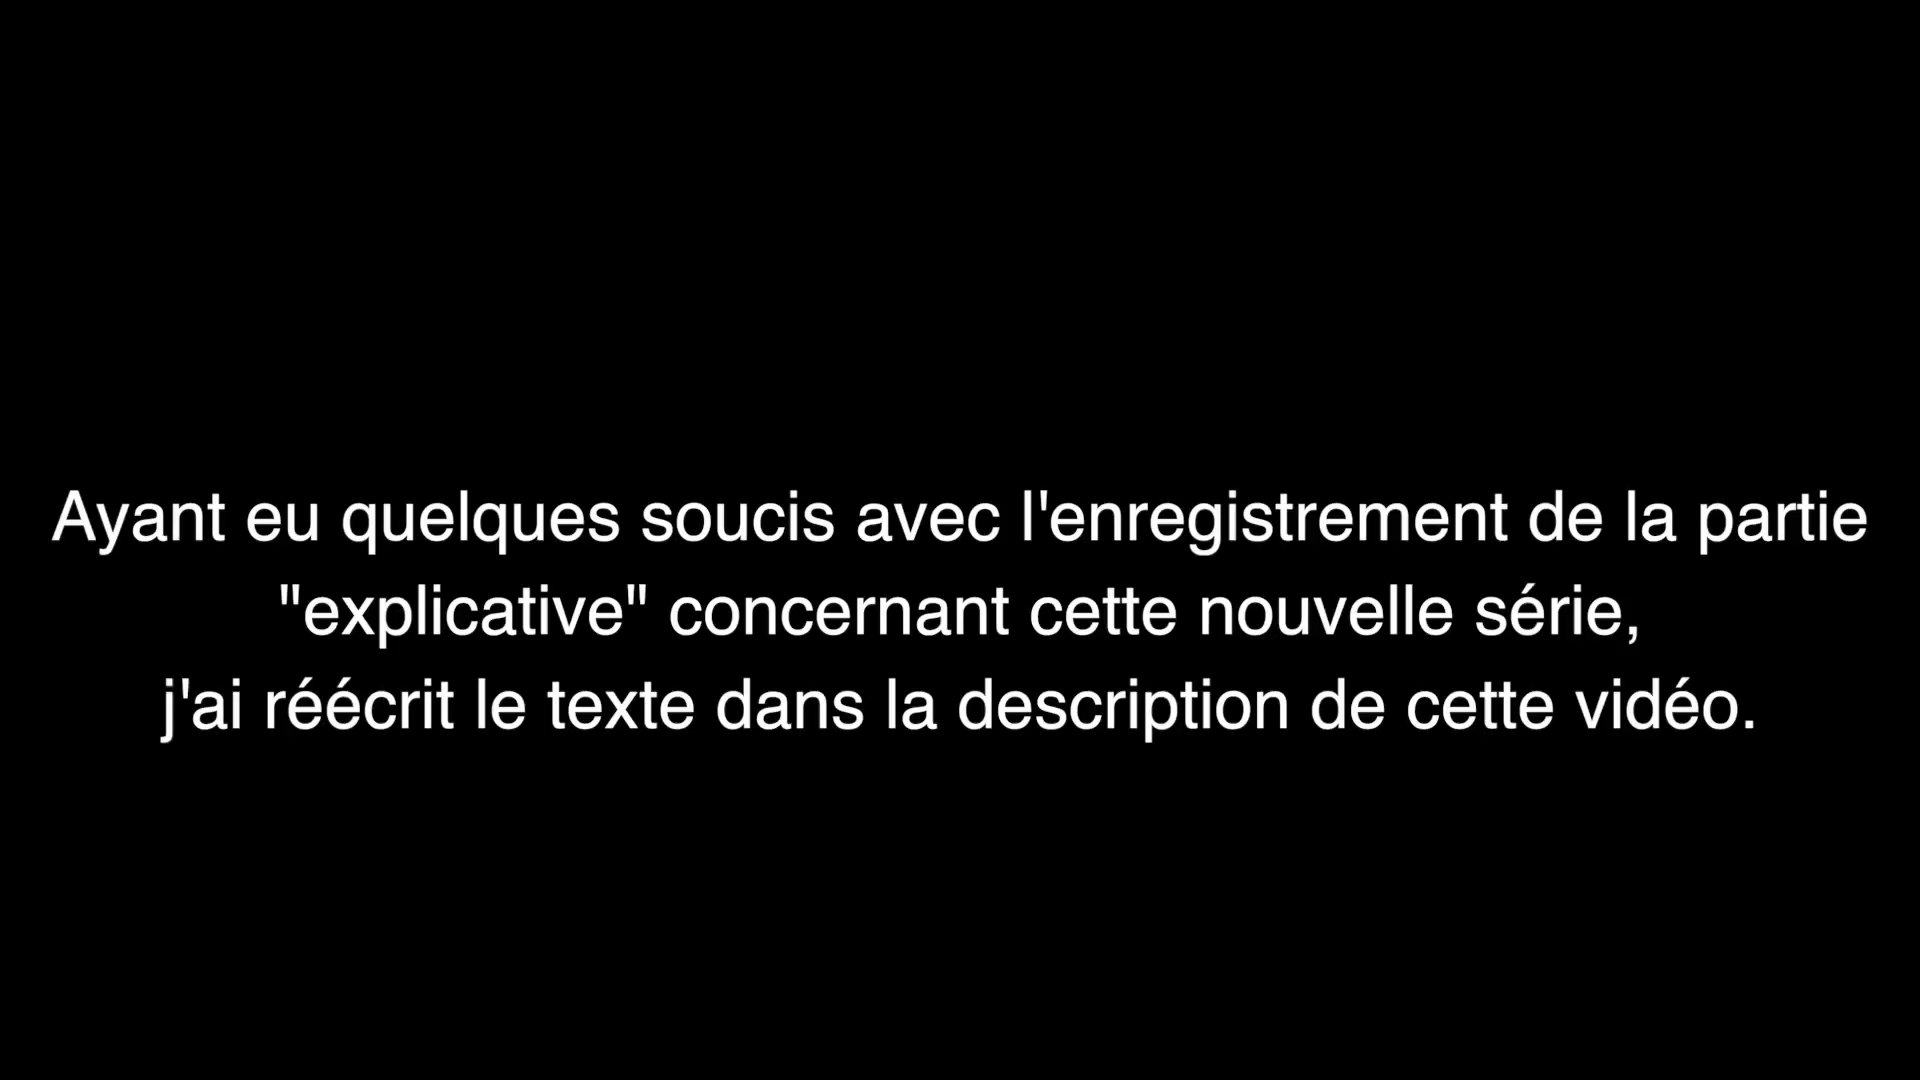 Ayant eu quelques soucis avec l'enregistrement de la partie
"explicative" concernant cette nouvelle série,
j'ai réécrit le texte dans la description de cette vidéo.